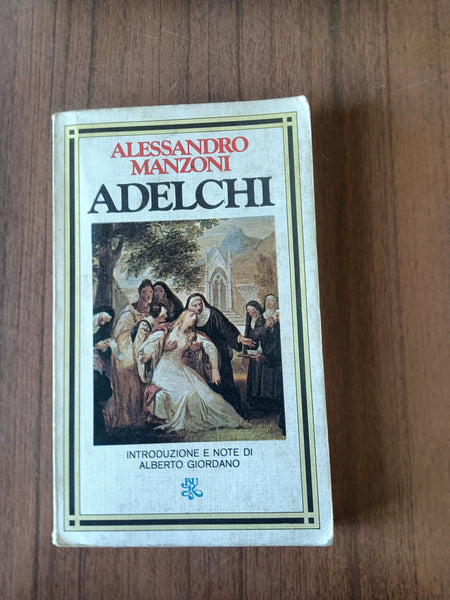 ALESSANDRO
MANZONI
ADELCHI
INTRODUZIONE E NOTE DI
ALBERTO GIORDANO
BUR